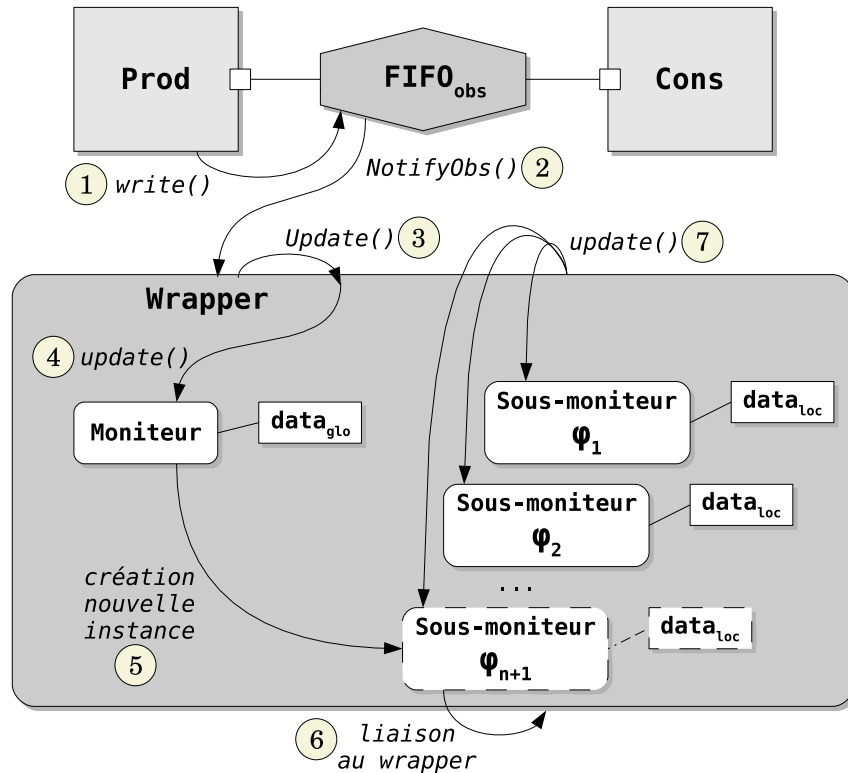 Prod
FIFOobs
Cons
1 write()
NotifyObs() 2
Update() 3
update() 7
Wrapper
4 update()
Moniteur
dataglo
Sous-moniteur
φ1
dataloc
Sous-moniteur
φ2
dataloc
...
création
nouvelle
instance
5
Sous-moniteur
φn+1
dataloc
6 liaison
au wrapper